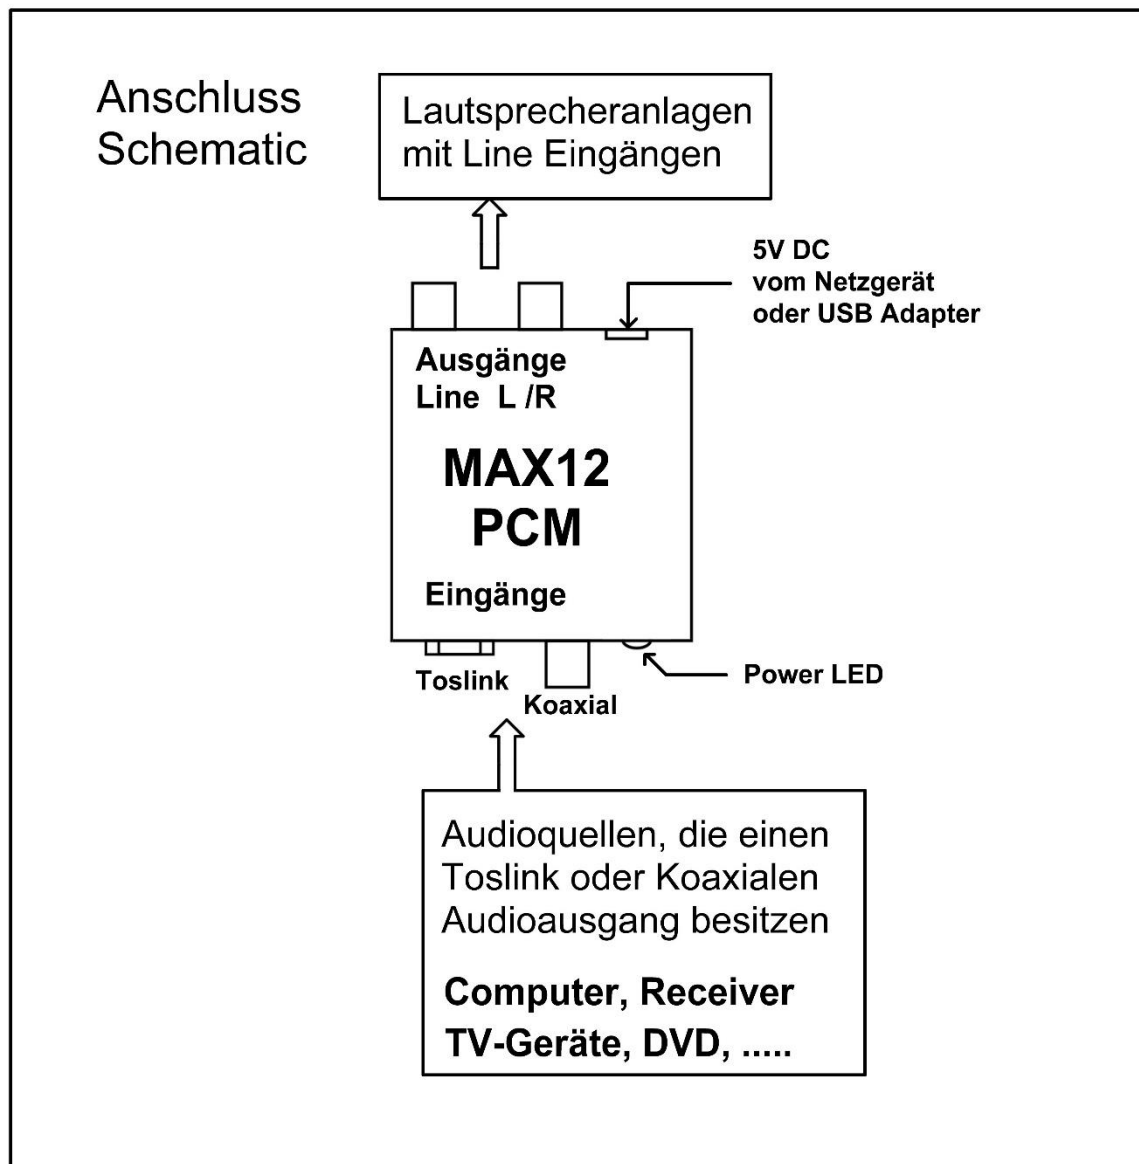 Anschluss
Schematic
Lautsprecheranlagen
mit Line Eingängen
5V DC
vom Netzgerät
oder USB Adapter
Ausgänge
Line L /R
MAX12
PCM
Eingänge
Toslink
Koaxial
Power LED
Audioquellen, die einen
Toslink oder Koaxialen
Audioausgang besitzen
Computer, Receiver
TV-Geräte, DVD, .....